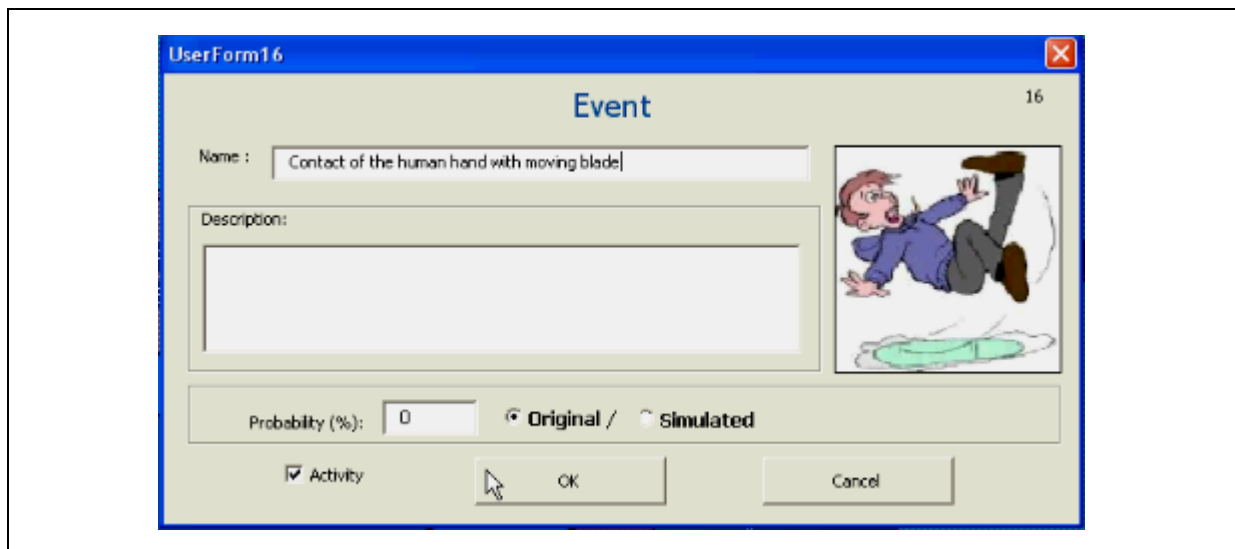 UserForm16
Event
16
Name : Contact of the human hand with moving blade
Description:
Probability (%): 0 Original / Simulated
Activity OK Cancel